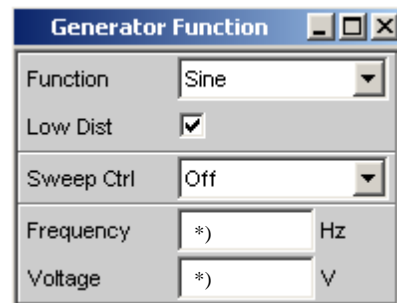 Generator Function
Function Sine
Low Dist
Sweep Ctrl Off
Frequency *) Hz
Voltage *) V